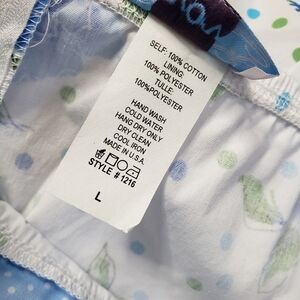 SELF: 100% COTTON
LINING:
100% POLYESTER
TULLE:
100%POLYESTER
HAND WASH
COLD WATER
HANG DRY ONLY
DRY CLEAN
COOL IRON
MADE IN U.S.A.
STYLE # 1216
L